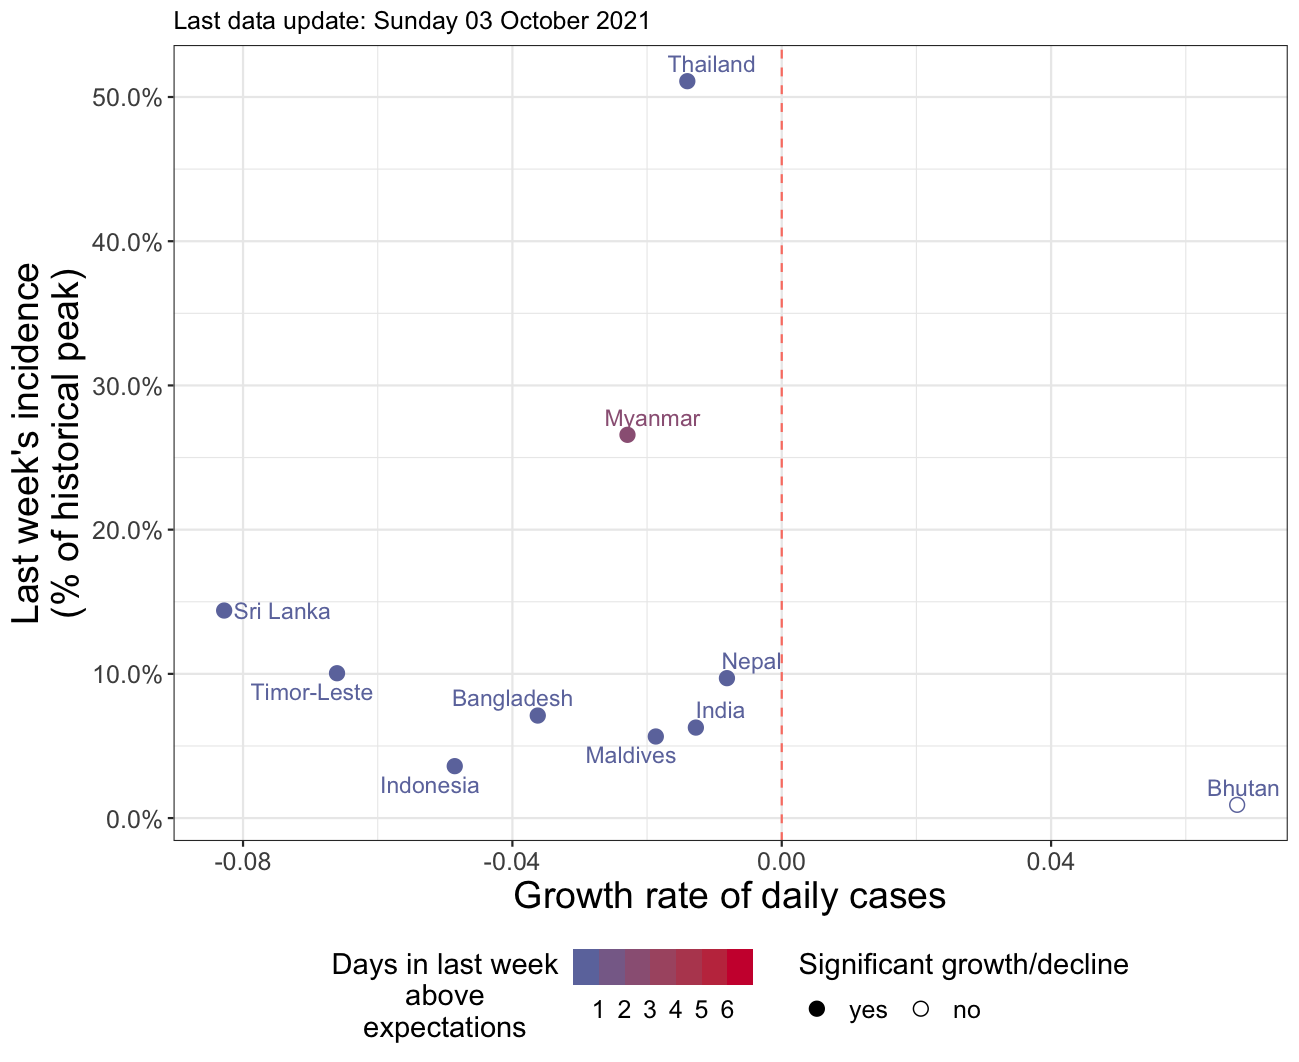 Last data update: Sunday 03 October 2021
Thailand
50.0%
40.0%
30.0%
20.0%
10.0%
0.0%
Last week's incidence
(% of historical peak)
Myanmar
Sri Lanka
Timor-Leste
Nepal
Bangladesh
India
Maldives
Indonesia
Bhutan
-0.08 -0.04 0.00 0.04
Growth rate of daily cases
Days in last week
above
expectations
1 2 3 4 5 6
Significant growth/decline
yes no